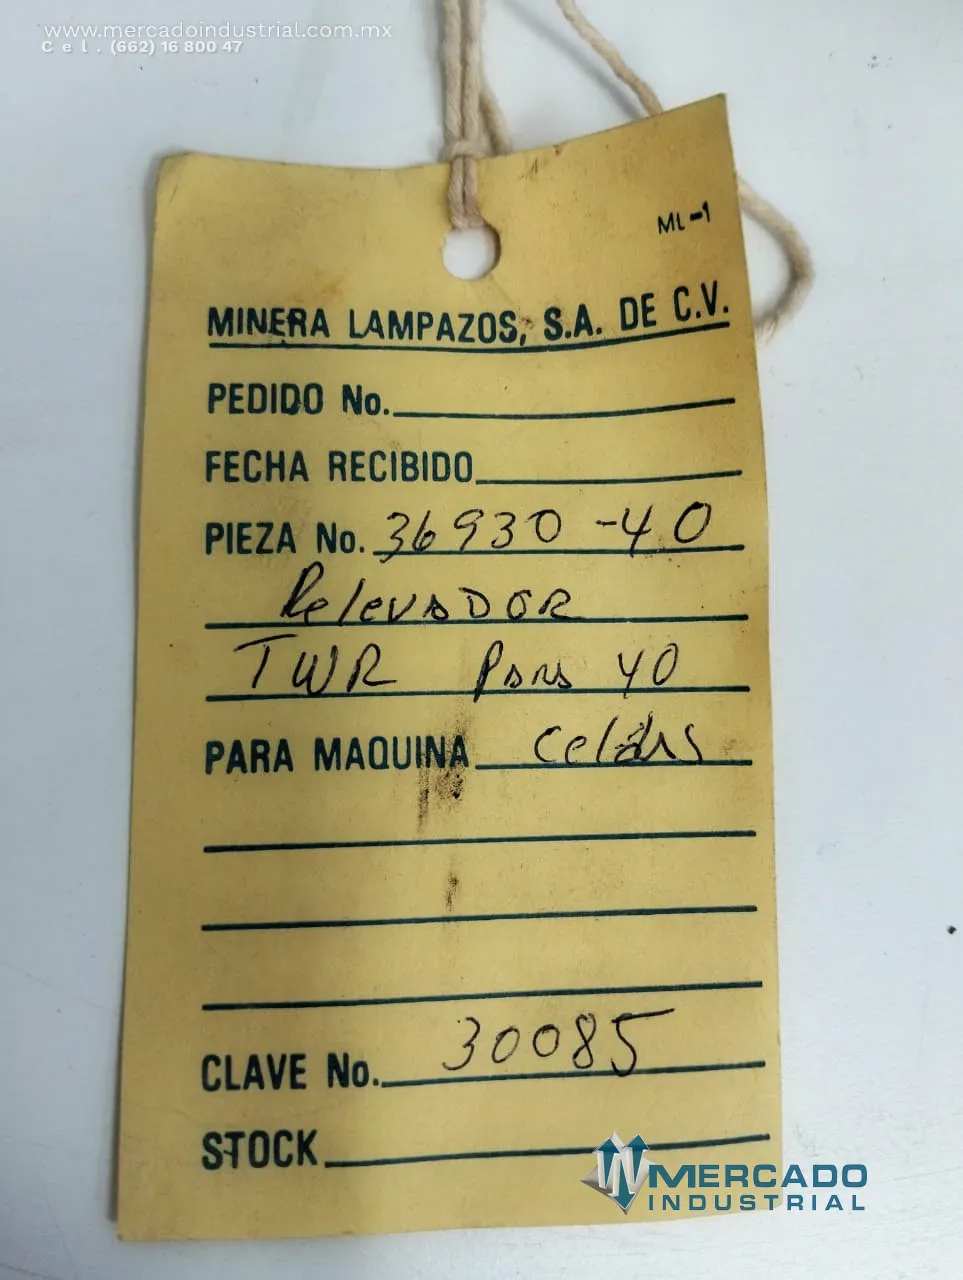 www.mercadoindustrial.com.mx
Cel. (662) 16 800 47
ML-1
MINERA LAMPAZOS, S.A. DE C.V.
PEDIDO No.
FECHA RECIBIDO
PIEZA No. 36930-40
RelevADOR
TWR PARA 40
PARA MAQUINA celdas
CLAVE No. 30085
STOCK
MERCADO
INDUSTRIAL